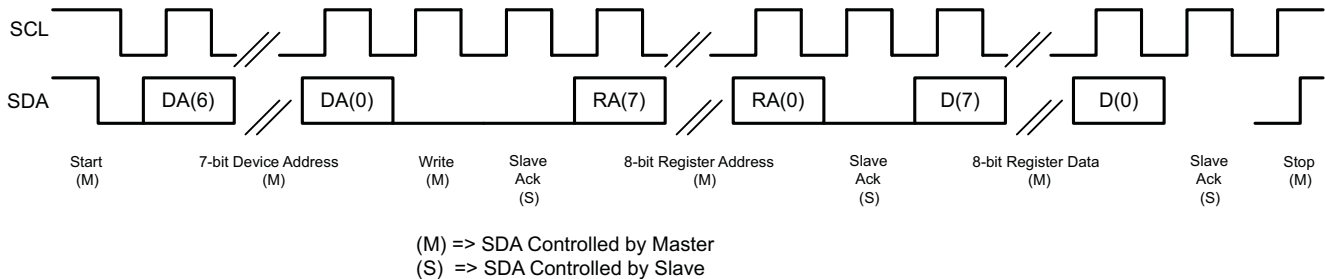 SCL
SDA
DA(6)
DA(0)
RA(7)
RA(0)
D(7)
D(0)
Start
(M)
7-bit Device Address
(M)
Write
(M)
Slave
Ack
(S)
8-bit Register Address
(M)
Slave
Ack
(S)
8-bit Register Data
(M)
Slave
Ack
(S)
Stop
(M)
(M) => SDA Controlled by Master
(S) => SDA Controlled by Slave